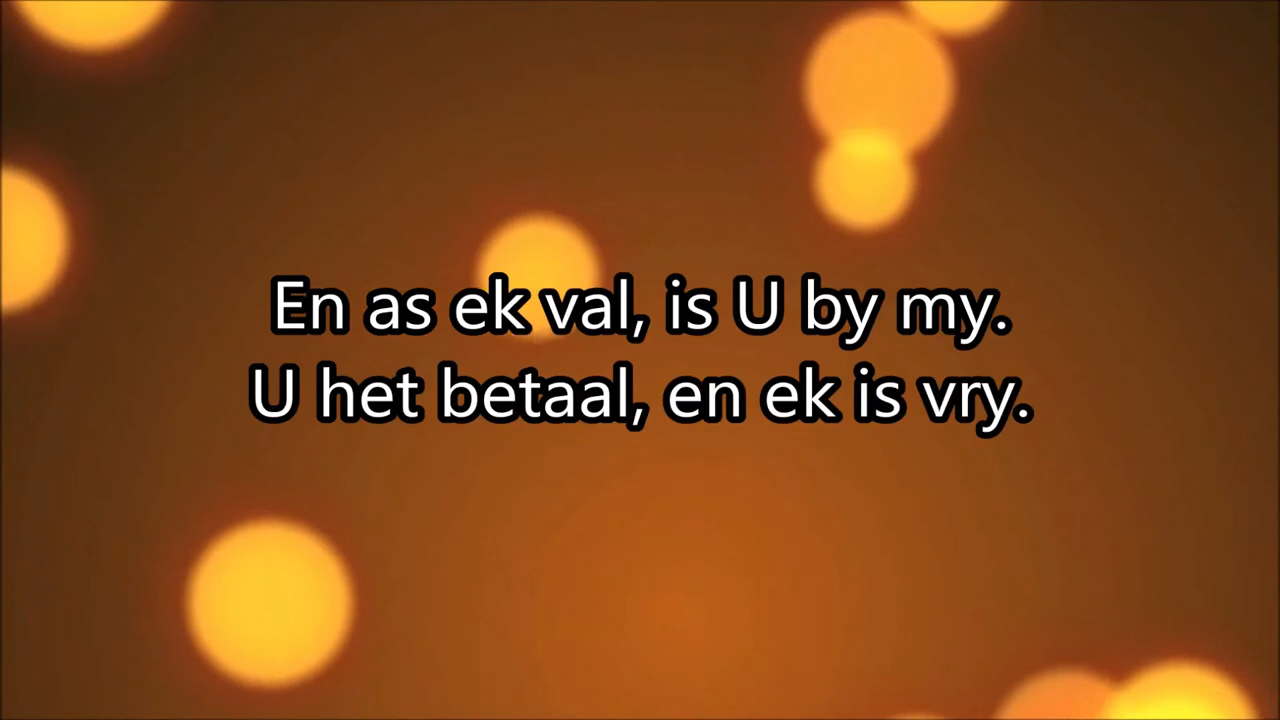 En as ek val, is U by my.
U het betaal, en ek is vry.